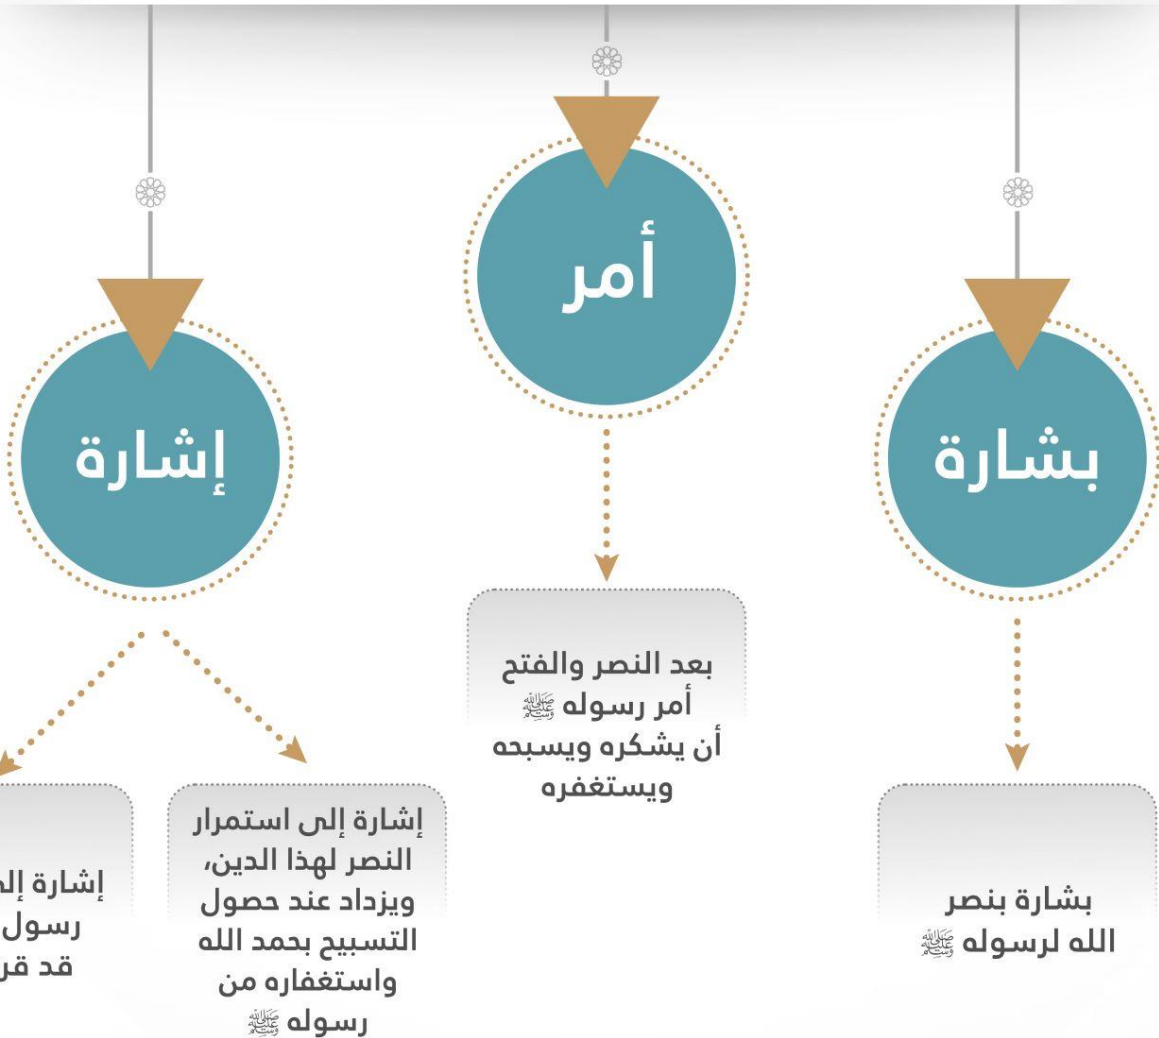 بشارة
بشارة بنصر
الله لرسوله ﷺ
أمر
بعد النصر والفتح
أمر رسوله ﷺ
أن يشكره ويسبحه
ويستغفره
إشارة
إشارة إلى استمرار
النصر لهذا الدين،
ويزداد عند حصول
التسبيح بحمد الله
واستغفاره من
رسوله ﷺ
إشارة
رسول
قد